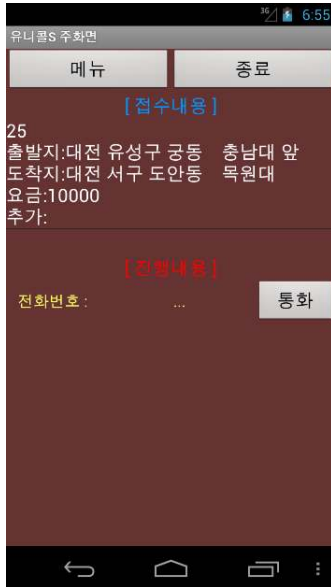 3G 6:55
유니콜S 주화면
메뉴 종료
[접수내용]
25
출발지:대전 유성구 궁동 충남대 앞
도착지:대전 서구 도안동 목원대
요금:10000
추가:
[진행내용]
전화번호 : ... 통화